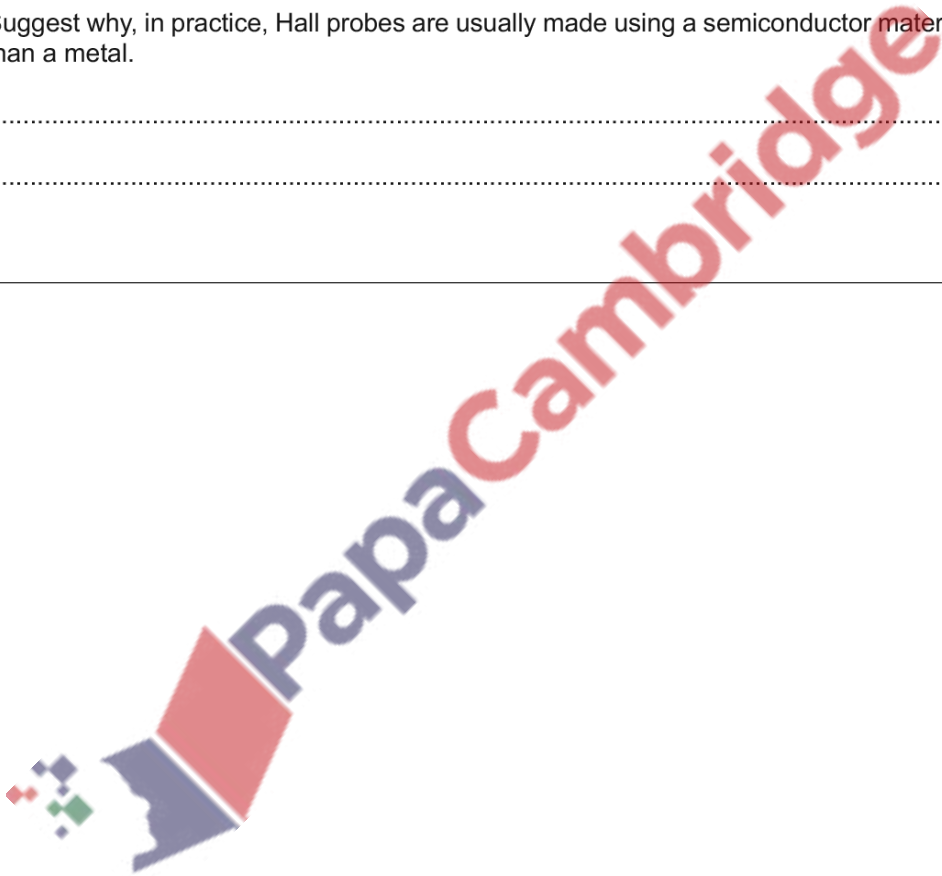 uggest why, in practice, Hall probes are usually made using a semiconductor mater
han a metal.
PapaCambridge